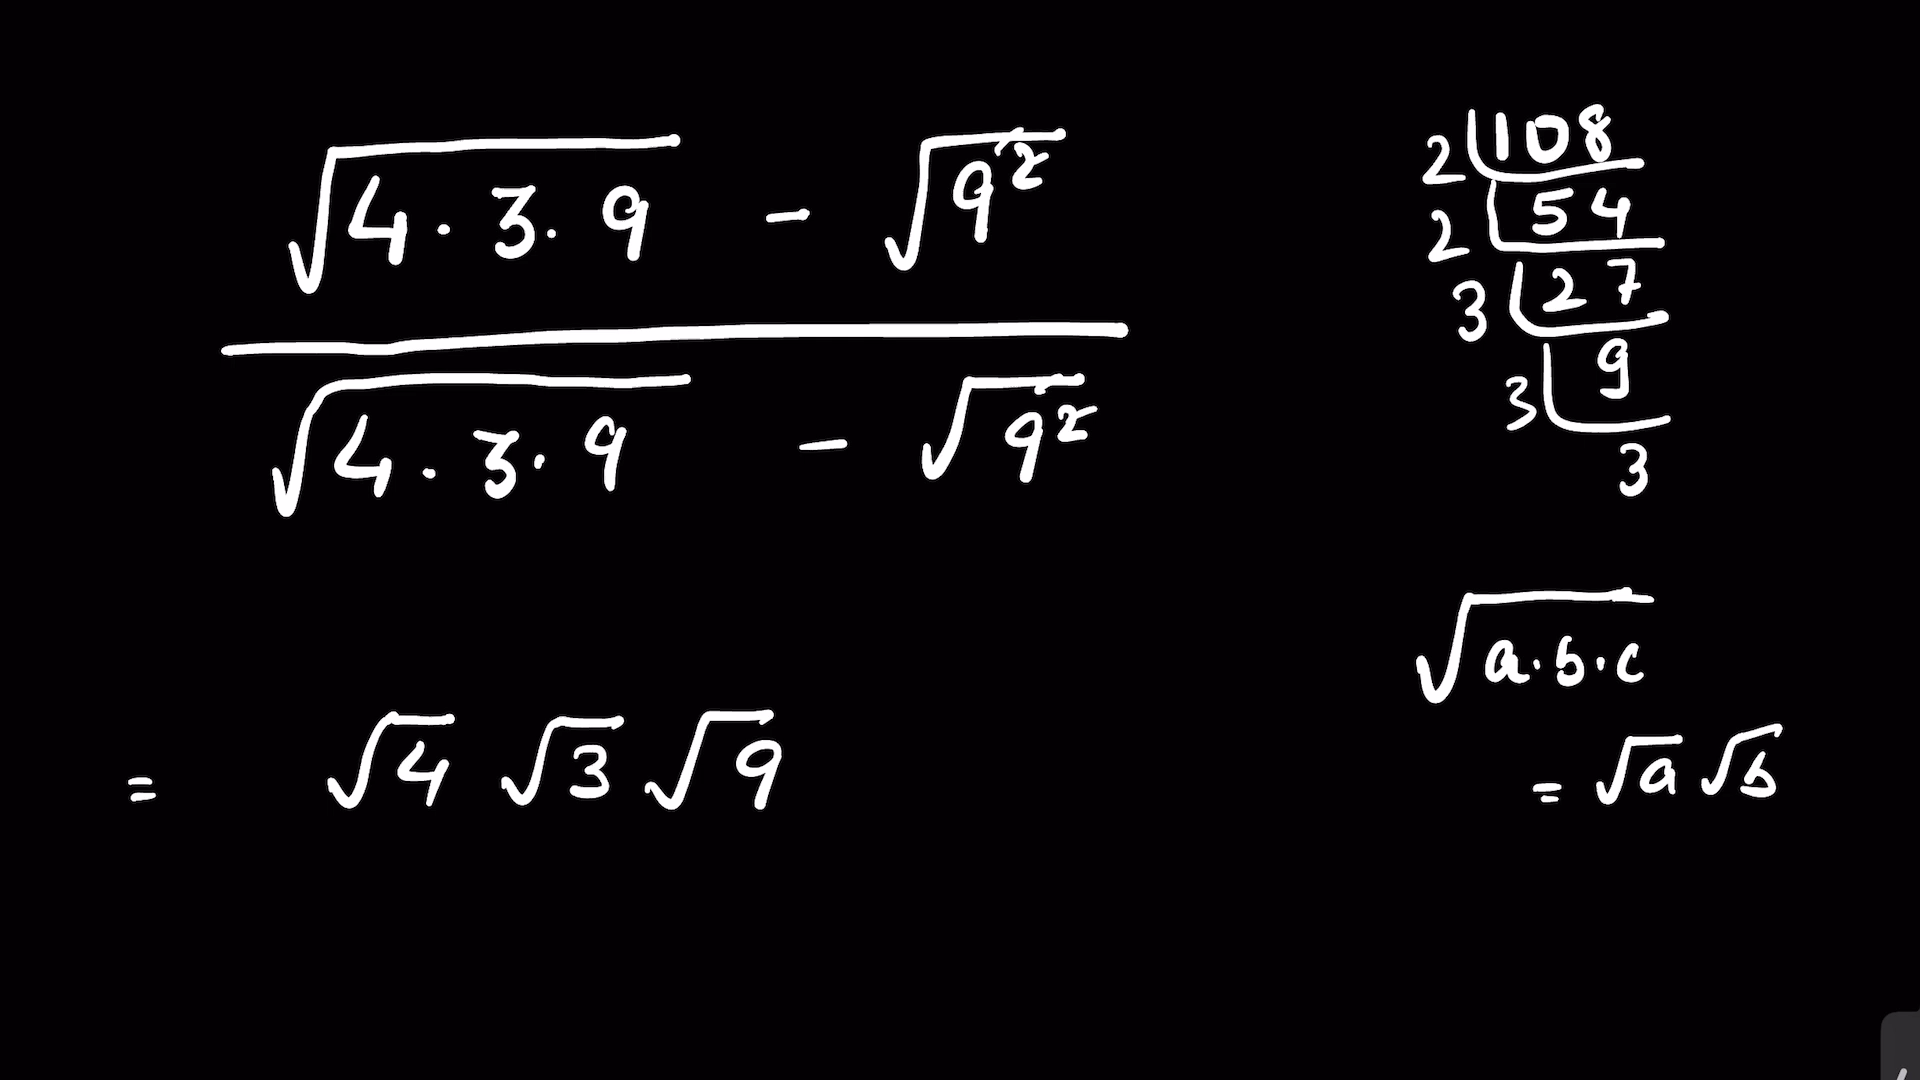 √4·3·9 - √9²
√4·3·9 - √9²
= √4 √3 √9
2 108
2 54
3 27
3 9
3
√a·b·c
= √a √b